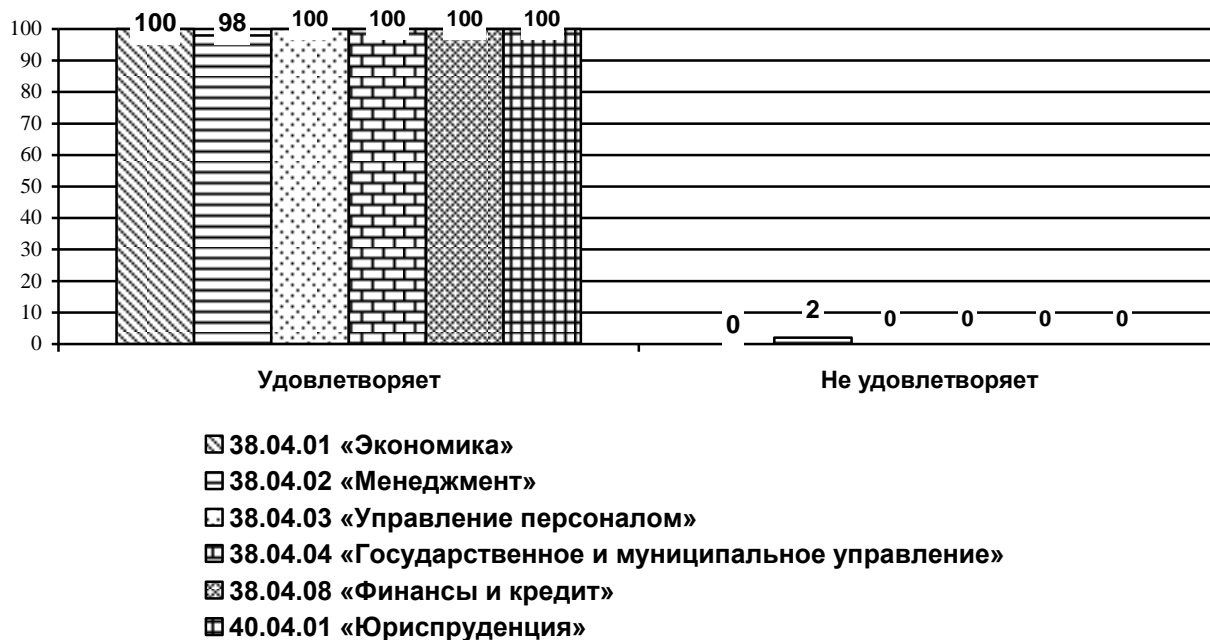 100 98 100 100 100 100
100
90
80
70
60
50
40
30
20
10
0
0 2 0 0 0 0
Удовлетворяет Не удовлетворяет
38.04.01 «Экономика»
38.04.02 «Менеджмент»
38.04.03 «Управление персоналом»
38.04.04 «Государственное и муниципальное управление»
38.04.08 «Финансы и кредит»
40.04.01 «Юриспруденция»